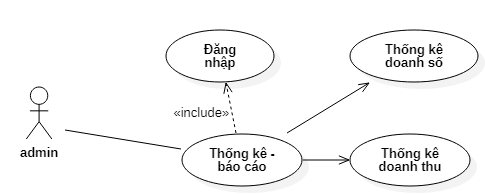 Đăng
nhập
Thống kê
doanh số
«include»
admin
Thống kê -
báo cáo
Thống kê
doanh thu